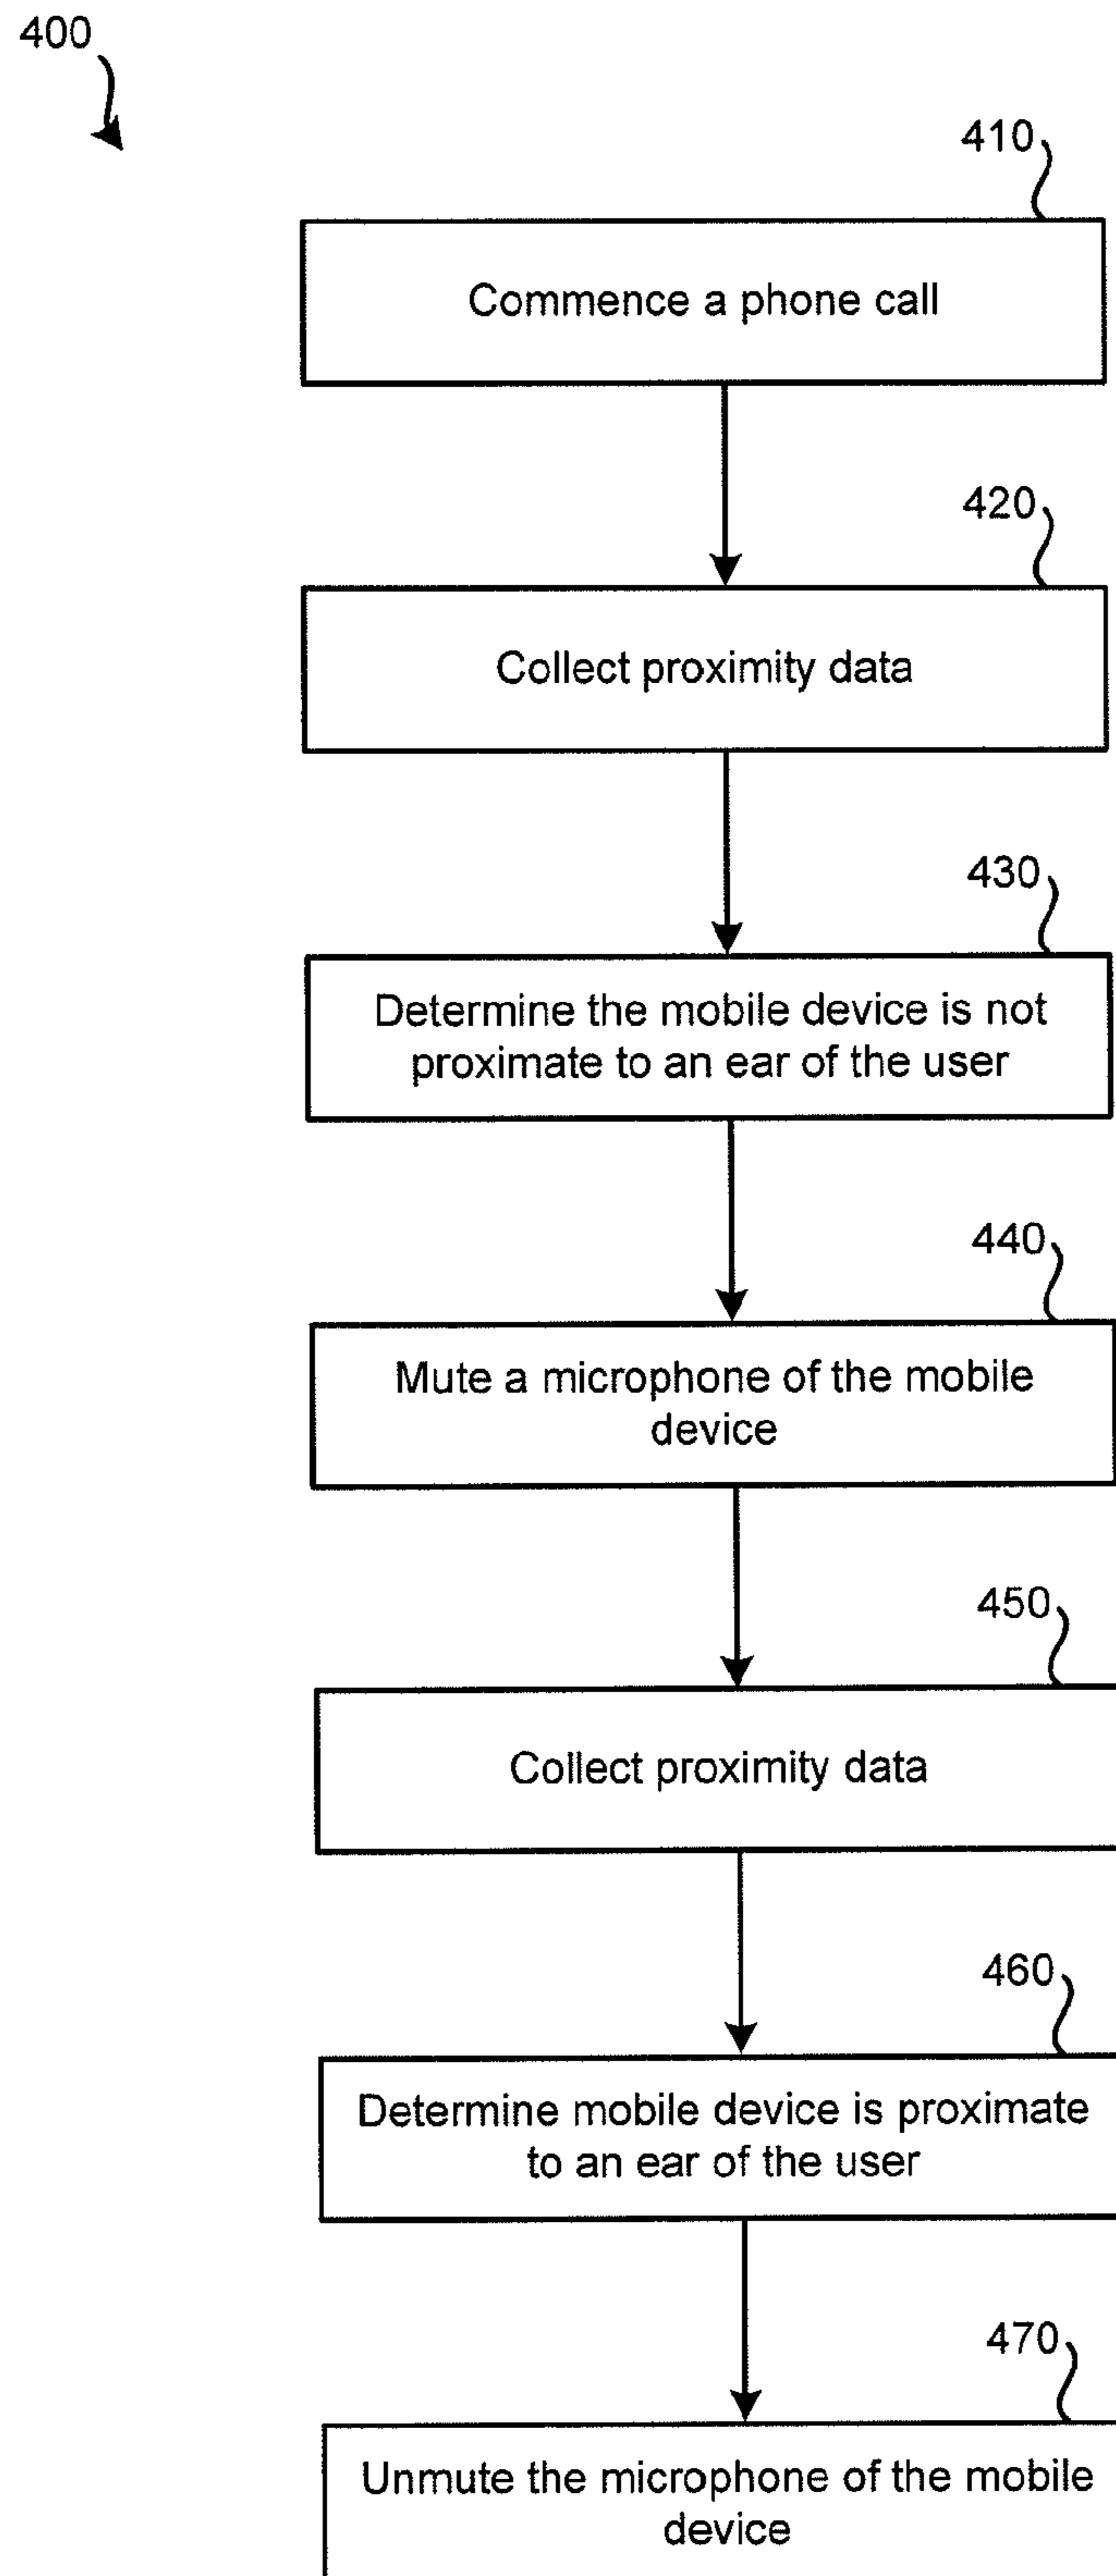 400
410
Commence a phone call
420
Collect proximity data
430
Determine the mobile device is not
proximate to an ear of the user
440
Mute a microphone of the mobile
device
450
Collect proximity data
460
Determine mobile device is proximate
to an ear of the user
470
Unmute the microphone of the mobile
device